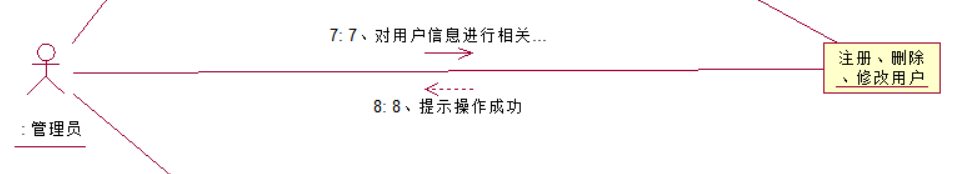 7: 7、对用户信息进行相关...
注册、删除
、修改用户
8: 8、提示操作成功
: 管理员